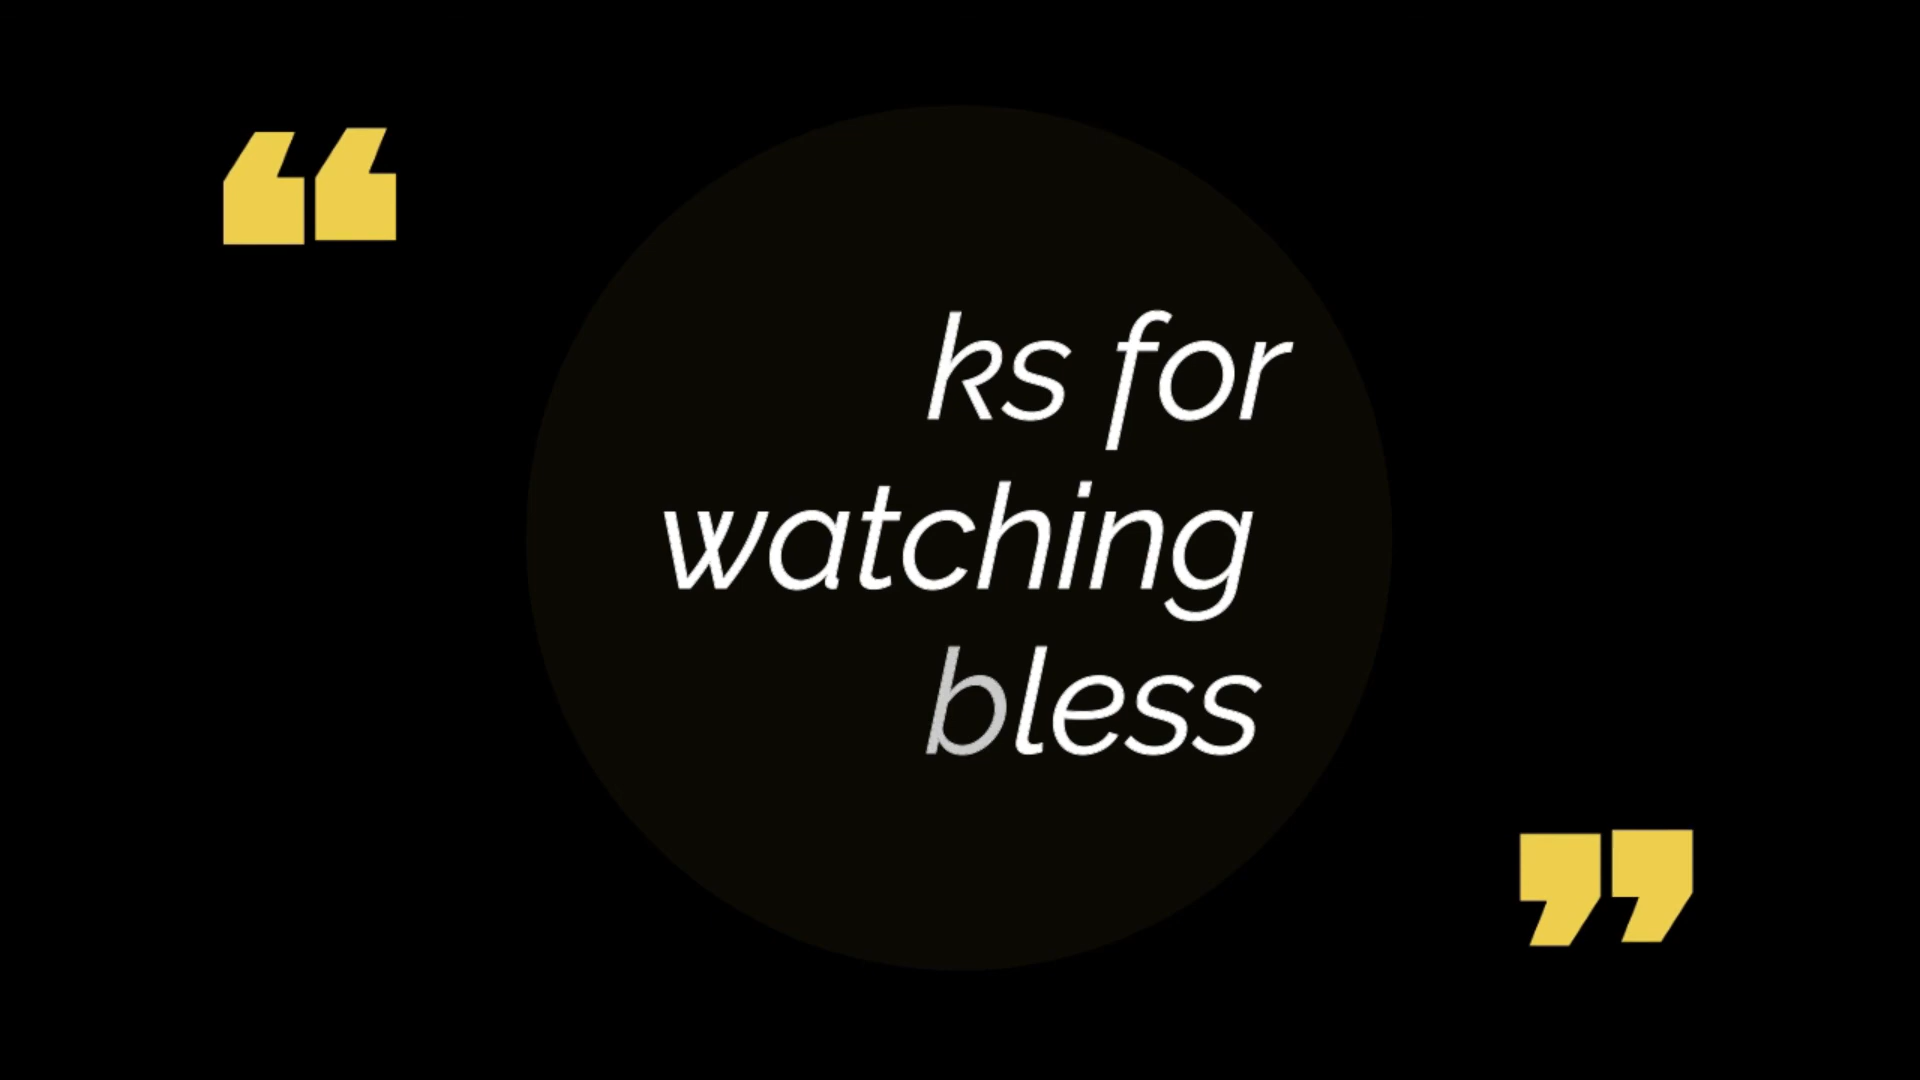 “
ks for
watching
bless
”